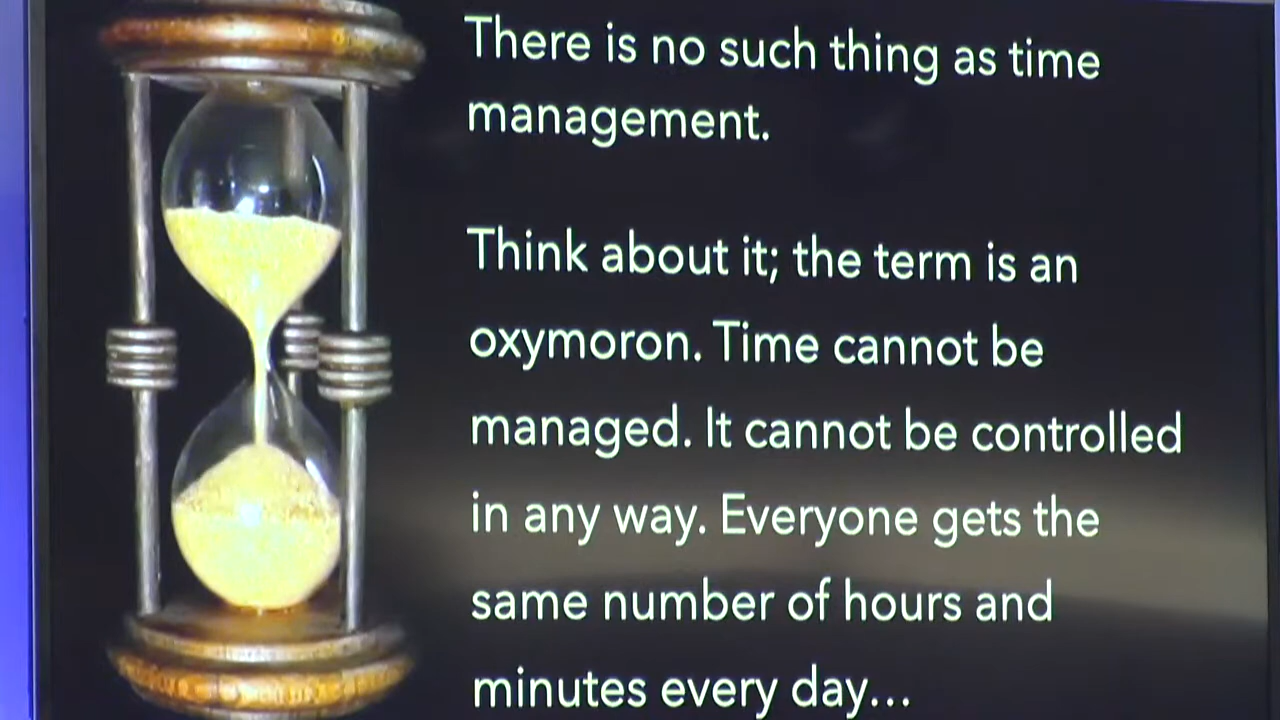 There is no such thing as time
management.
Think about it; the term is an
oxymoron. Time cannot be
managed. It cannot be controlled
in any way. Everyone gets the
same number of hours and
minutes every day...